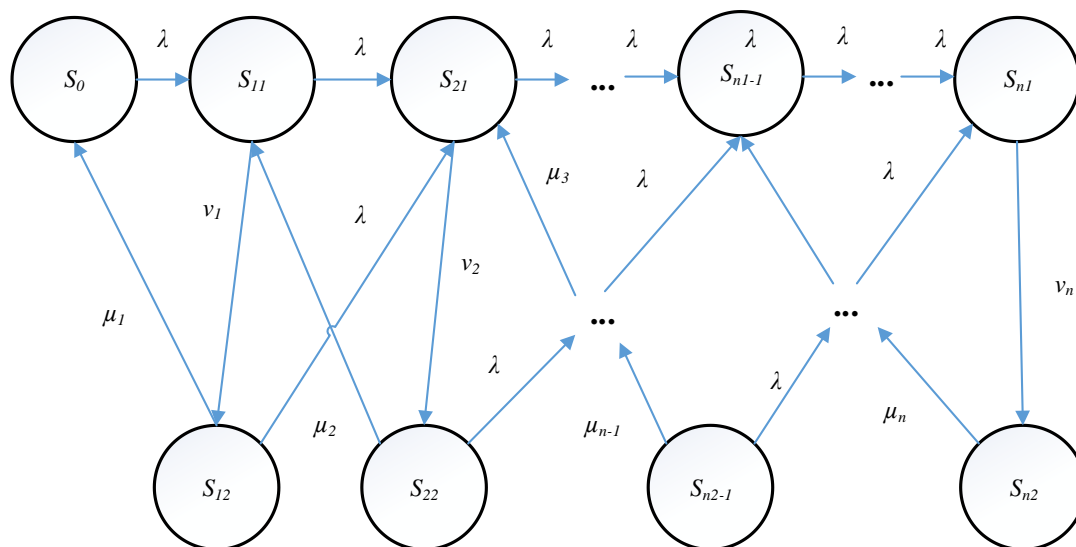 λ λ λ λ λ λ λ
S0 S11 S21 ... Sn1-1 ... Sn1
μ3 λ λ
v1 λ v2 vn
μ1 ... ...
λ λ
μ2 μn-1 μn
S12 S22 Sn2-1 Sn2